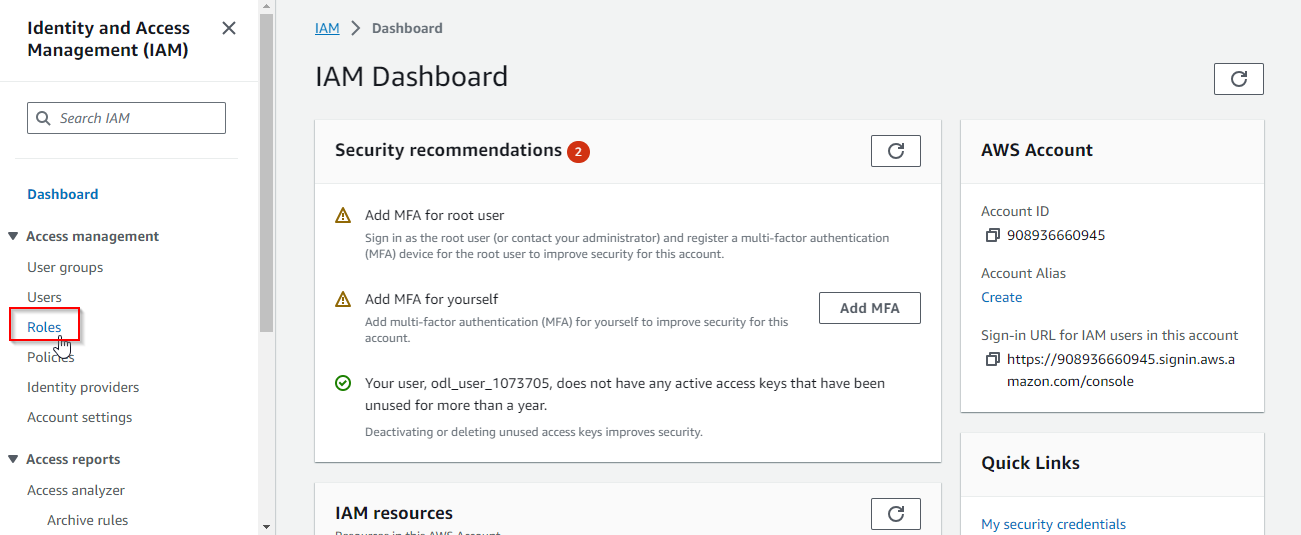 Identity and Access
Management (IAM)
Search IAM
Dashboard
Access management
User groups
Users
Roles
Policies
Identity providers
Account settings
Access reports
Access analyzer
Archive rules
IAM
Dashboard
IAM Dashboard
Security recommendations 2
Add MFA for root user
Sign in as the root user (or contact your administrator) and register a multi-factor authentication
(MFA) device for the root user to improve security for this account.
Add MFA for yourself
Add multi-factor authentication (MFA) for yourself to improve security for this
account.
Add MFA
Your user, odl_user_1073705, does not have any active access keys that have been
unused for more than a year.
Deactivating or deleting unused access keys improves security.
IAM resources
Resources in this AWS Account
AWS Account
Account ID
908936660945
Account Alias
Create
Sign-in URL for IAM users in this account
https://908936660945.signin.aws.a
mazon.com/console
Quick Links
My security credentials